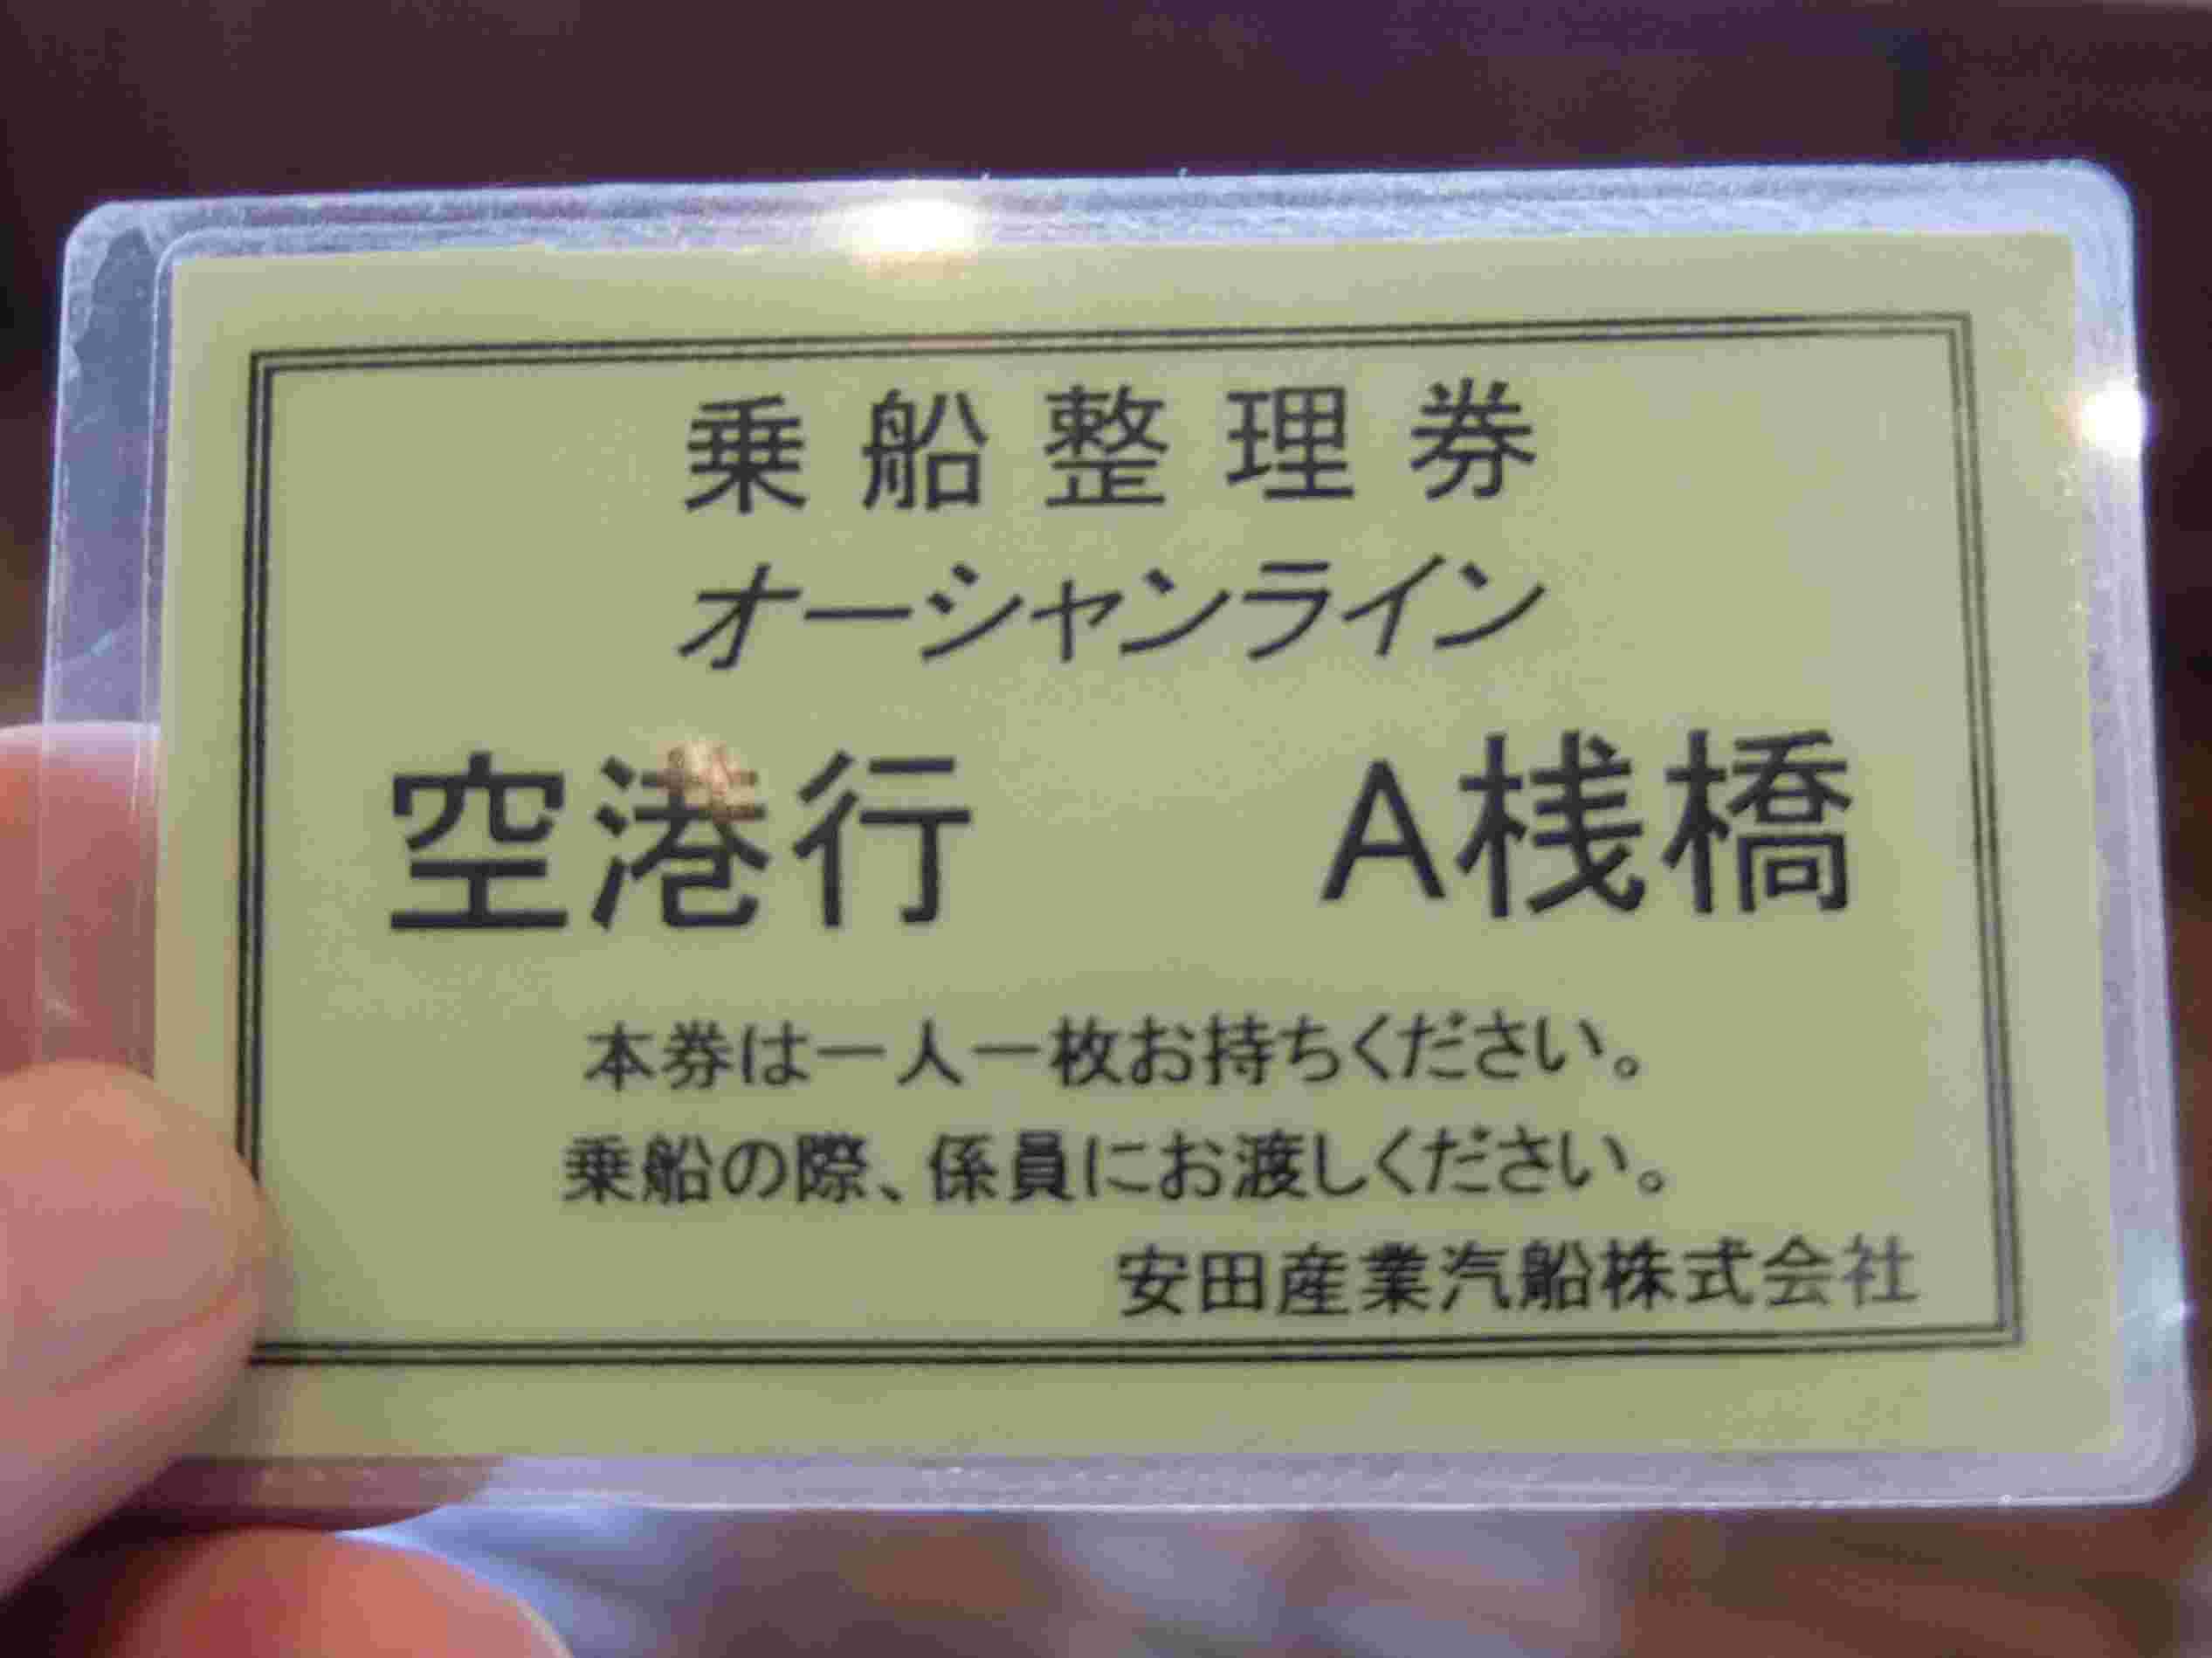 乗船整理券
オーシャンライン
空港行 A桟橋
本券は一人一枚お持ちください。
乗船の際、係員にお渡しください。
安田産業汽船株式会社